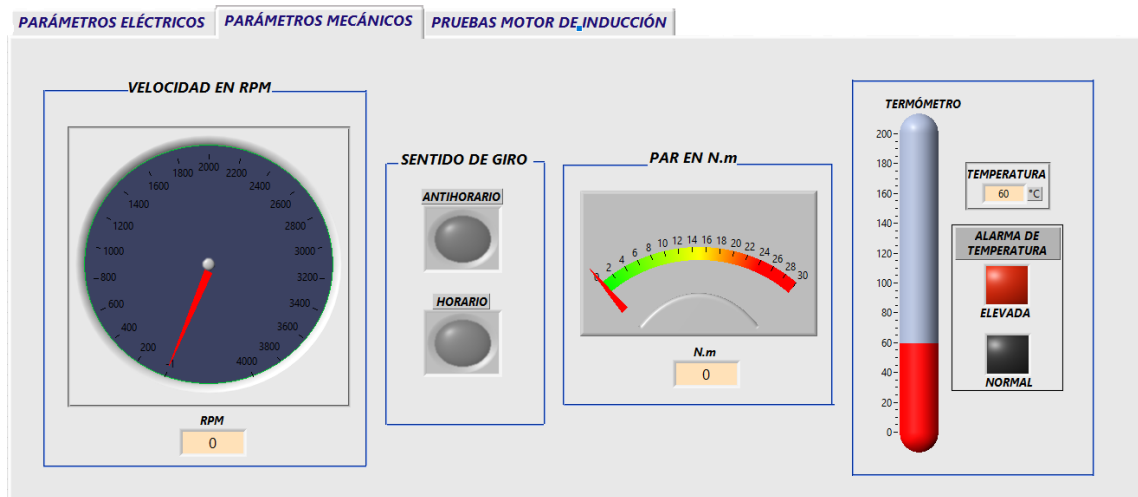 PARÁMETROS ELÉCTRICOS
PARÁMETROS MECÁNICOS
PRUEBAS MOTOR DE INDUCCIÓN
VELOCIDAD EN RPM
-1
200
400
600
800
1000
1200
1400
1600
1800
2000
2200
2400
2600
2800
3000
3200
3400
3600
3800
4000
RPM
0
SENTIDO DE GIRO
ANTIHORARIO
HORARIO
PAR EN N.m
0 2 4 6 8 10 12 14 16 18 20 22 24 26 28 30
N.m
0
TERMÓMETRO
200
180
160
140
120
100
80
60
40
20
0
TEMPERATURA
60 °C
ALARMA DE
TEMPERATURA
ELEVADA
NORMAL